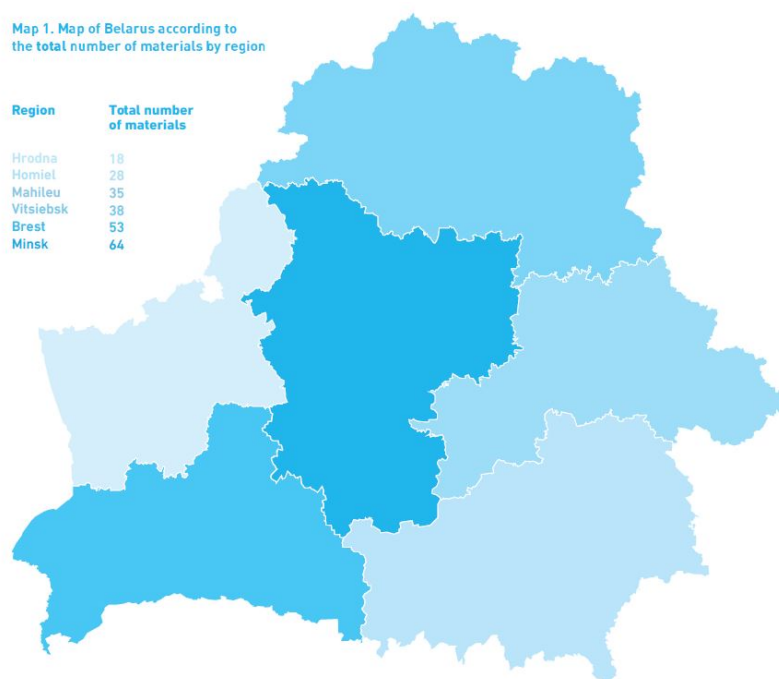 Map 1. Map of Belarus according to
the total number of materials by region
Region Total number
of materials
Hrodna 18
Homiel 28
Mahileu 35
Vitsiebsk 38
Brest 53
Minsk 64